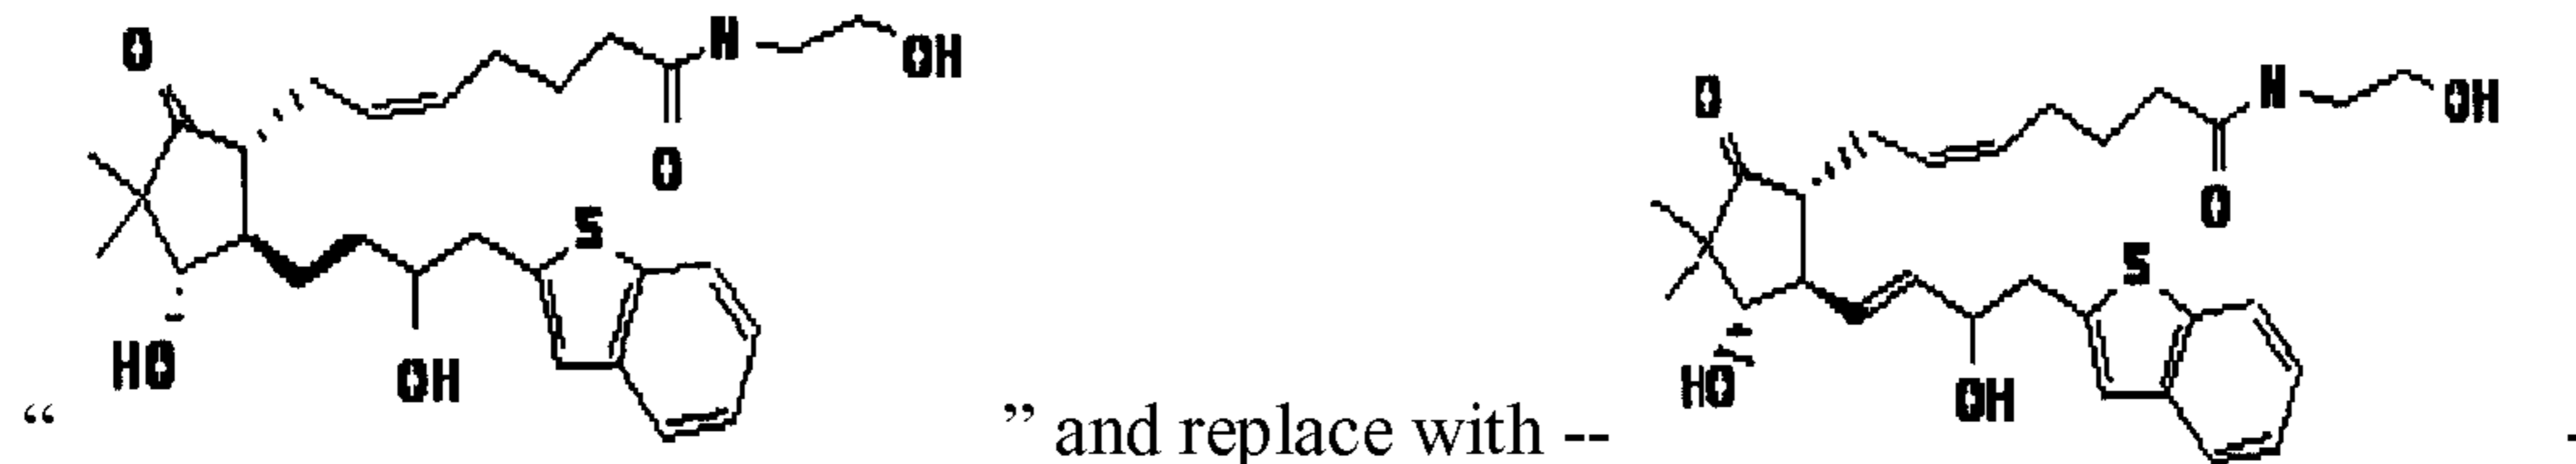 O N OH
O
S
HO OH
O N OH
O
S
HO OH
“ ” and replace with -- -